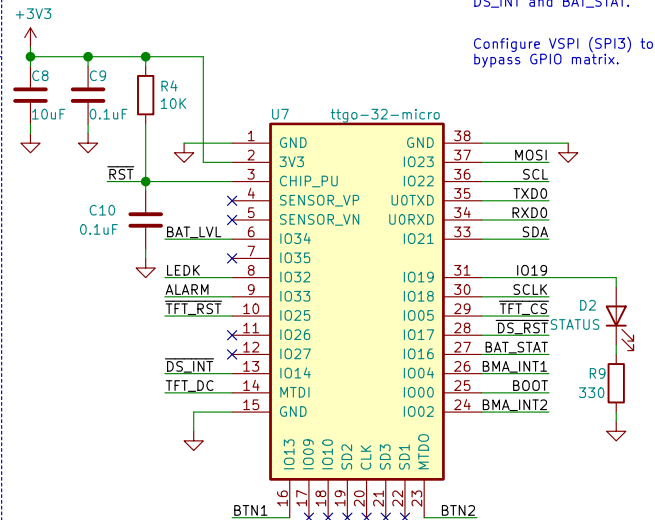 DS_INT and BAT_STAT.
Configure VSPI (SPI3) to
bypass GPIO matrix.
+3V3
C8
10uF
C9
0.1uF
R4
10K
RST
C10
0.1uF
U7
ttgo-32-micro
1 GND
2 3V3
3 CHIP_PU
4 SENSOR_VP
5 SENSOR_VN
BAT_LVL 6 IO34
7 IO35
LEDK 8 IO32
ALARM 9 IO33
TFT_RST 10 IO25
11 IO26
12 IO27
DS_INT 13 IO14
TFT_DC 14 MTDI
15 GND
GND 38
IO23 37 MOSI
IO22 36 SCL
U0TXD 35 TXD0
U0RXD 34 RXD0
IO21 33 SDA
IO19 31 IO19
IO18 30 SCLK
IO05 29 TFT_CS
IO17 28 DS_RST
IO16 27 BAT_STAT
IO04 26 BMA_INT1
IO00 25 BOOT
IO02 24 BMA_INT2
D2
STATUS
R9
330
IO13 16 BTN1
IO09 17
IO10 18
SD2 19
CLK 20
SD3 21
SD1 22
MTDO 23 BTN2